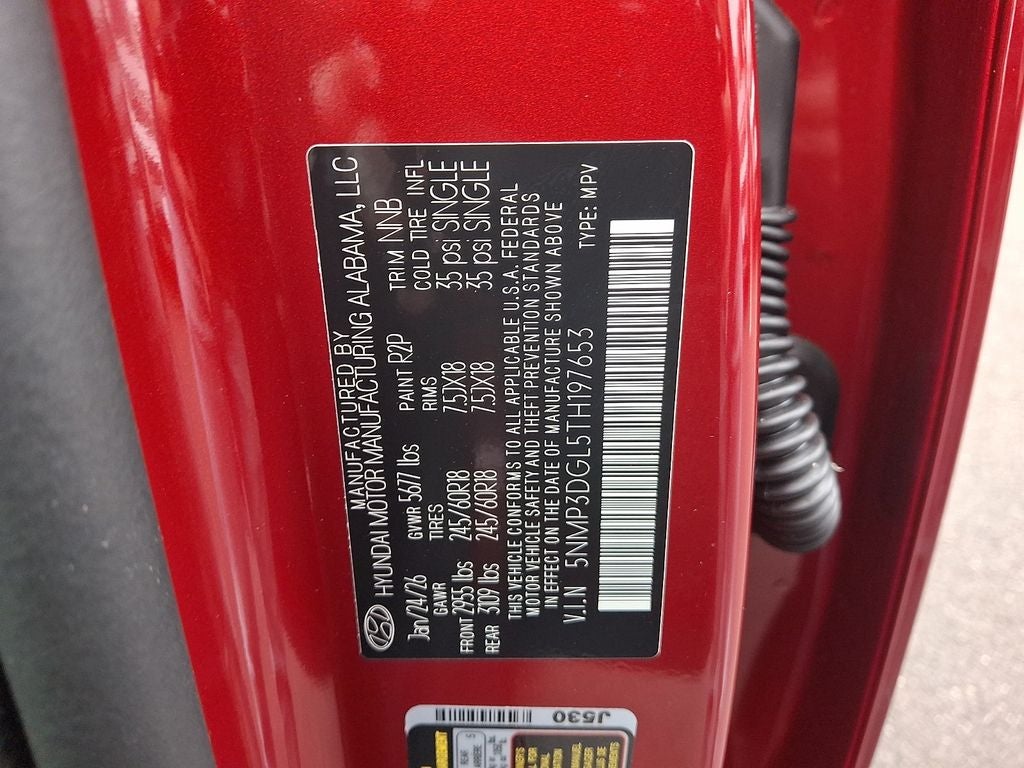 MANUFACTURED BY
HYUNDAI MOTOR MANUFACTURING ALABAMA, LLC
Jan/24/26 GVWR 5677 lbs PAINT R2P TRIM NNB
GAWR TIRES RIMS COLD TIRE INFL
FRONT 2955 lbs 245/60R18 7.5JX18 35 psi SINGLE
REAR 3109 lbs 245/60R18 7.5JX18 35 psi SINGLE
THIS VEHICLE CONFORMS TO ALL APPLICABLE U.S.A. FEDERAL
MOTOR VEHICLE SAFETY AND THEFT PREVENTION STANDARDS
IN EFFECT ON THE DATE OF MANUFACTURE SHOWN ABOVE
V.I.N 5NMP3DGL5TH197653 TYPE: MPV
J530
REAR 5
ARRIÈRE